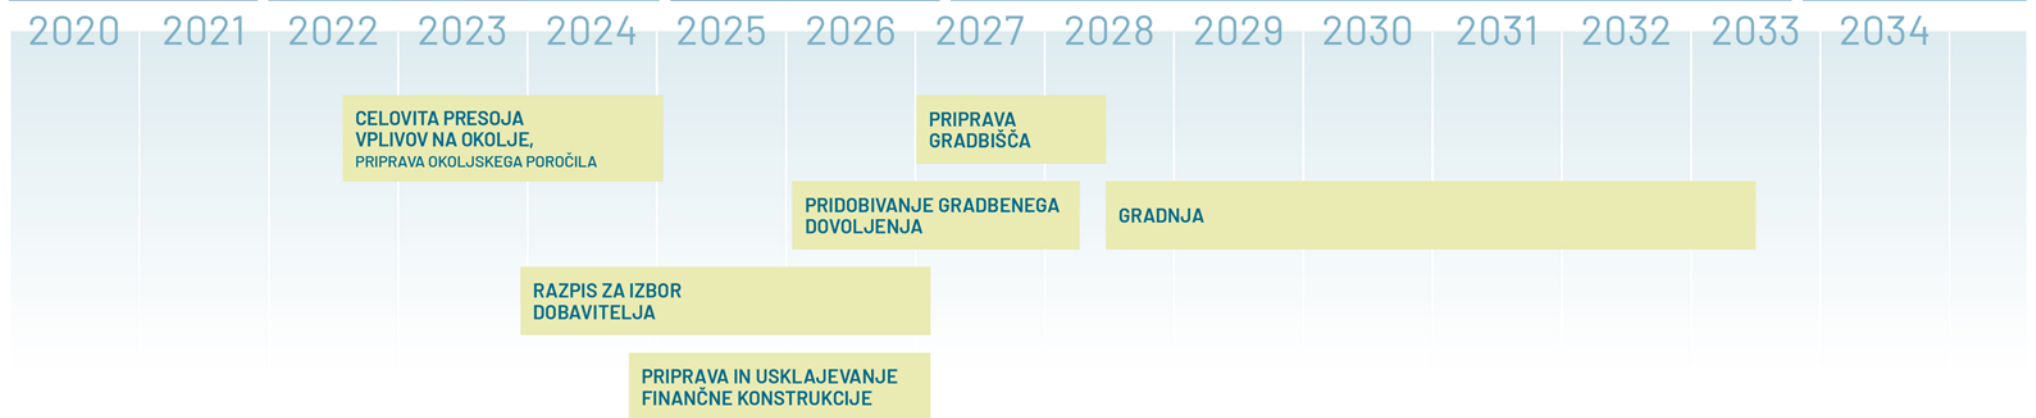 2020 2021 2022 2023 2024 2025 2026 2027 2028 2029 2030 2031 2032 2033 2034
CELOVITA PRESOJA
VPLIVOV NA OKOLJE,
PRIPRAVA OKOLJSKEGA POROČILA
PRIPRAVA
GRADBIŠČA
PRIDOBIVANJE GRADBENEGA
DOVOLJENJA
GRADNJA
RAZPIS ZA IZBOR
DOBAVITELJA
PRIPRAVA IN USKLAJEVANJE
FINANČNE KONSTRUKCIJE